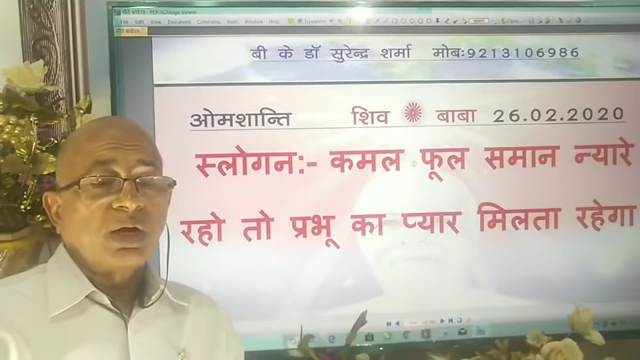 बी के डॉ सुरेन्द्र शर्मा मोबः9213106986
ओमशान्ति शिव बाबा 26.02.2020
स्लोगन:- कमल फूल समान न्यारे
रहो तो प्रभू का प्यार मिलता रहेगा